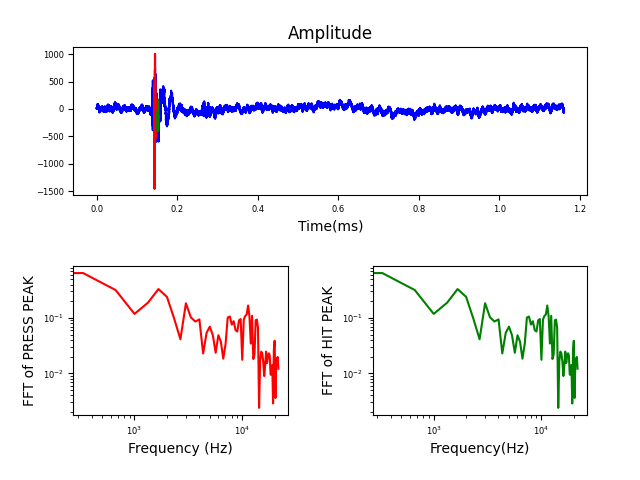 Amplitude
1000
500
0
−500
−1000
−1500
0.0 0.2 0.4 0.6 0.8 1.0 1.2
Time(ms)
FFT of PRESS PEAK
10⁻¹
10⁻²
10³ 10⁴
Frequency (Hz)
FFT of HIT PEAK
10⁻¹
10⁻²
10³ 10⁴
Frequency(Hz)